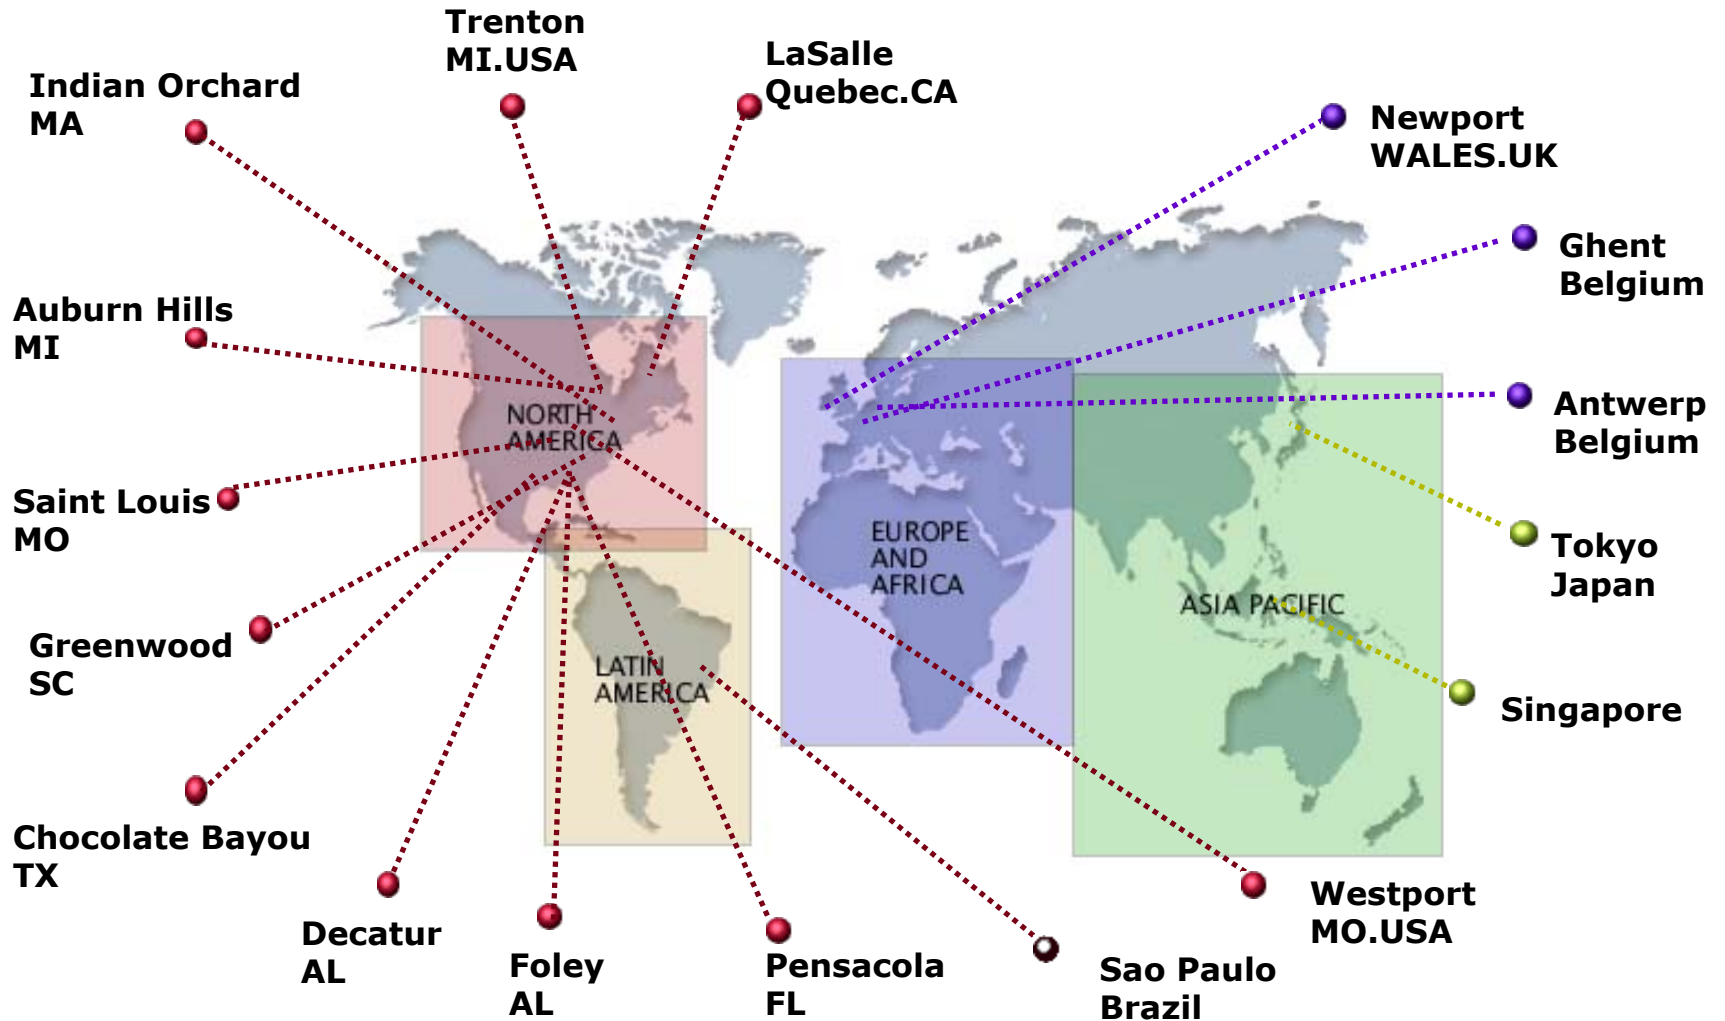 Trenton
MI.USA
LaSalle
Quebec.CA
Indian Orchard
MA
Newport
WALES.UK
Ghent
Belgium
Auburn Hills
MI
NORTH
AMERICA
Antwerp
Belgium
Saint Louis
MO
EUROPE
AND
AFRICA
Tokyo
Japan
ASIA PACIFIC
Greenwood
SC
LATIN
AMERICA
Singapore
Chocolate Bayou
TX
Westport
MO.USA
Decatur
AL
Foley
AL
Pensacola
FL
Sao Paulo
Brazil